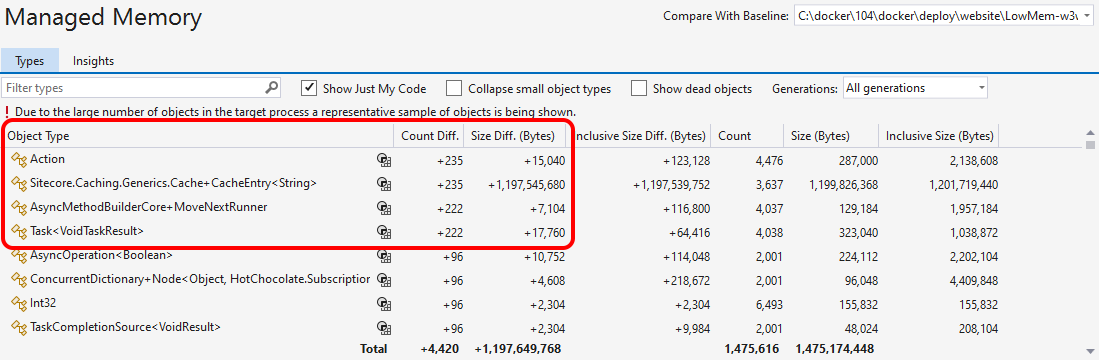 Managed Memory
Compare With Baseline: C:\docker\104\docker\deploy\website\LowMem-w3
Types Insights
Filter types Show Just My Code Collapse small object types Show dead objects Generations: All generations
! Due to the large number of objects in the target process a representative sample of objects is being shown.
Object Type Count Diff. Size Diff. (Bytes) Inclusive Size Diff. (Bytes) Count Size (Bytes) Inclusive Size (Bytes)
Action +235 +15,040 +123,128 4,476 287,000 2,138,608
Sitecore.Caching.Generics.Cache+CacheEntry<String> +235 +1,197,545,680 +1,197,539,752 3,637 1,199,826,368 1,201,719,440
AsyncMethodBuilderCore+MoveNextRunner +222 +7,104 +116,800 4,037 129,184 1,957,184
Task<VoidTaskResult> +222 +17,760 +64,416 4,038 323,040 1,038,872
AsyncOperation<Boolean> +96 +10,752 +114,048 2,001 224,112 2,202,104
ConcurrentDictionary+Node<Object, HotChocolate.Subscription +96 +4,608 +218,672 2,001 96,048 4,409,848
Int32 +96 +2,304 +2,304 6,493 155,832 155,832
TaskCompletionSource<VoidResult> +96 +2,304 +9,984 2,001 48,024 208,104
Total +4,420 +1,197,649,768 1,475,616 1,475,174,448